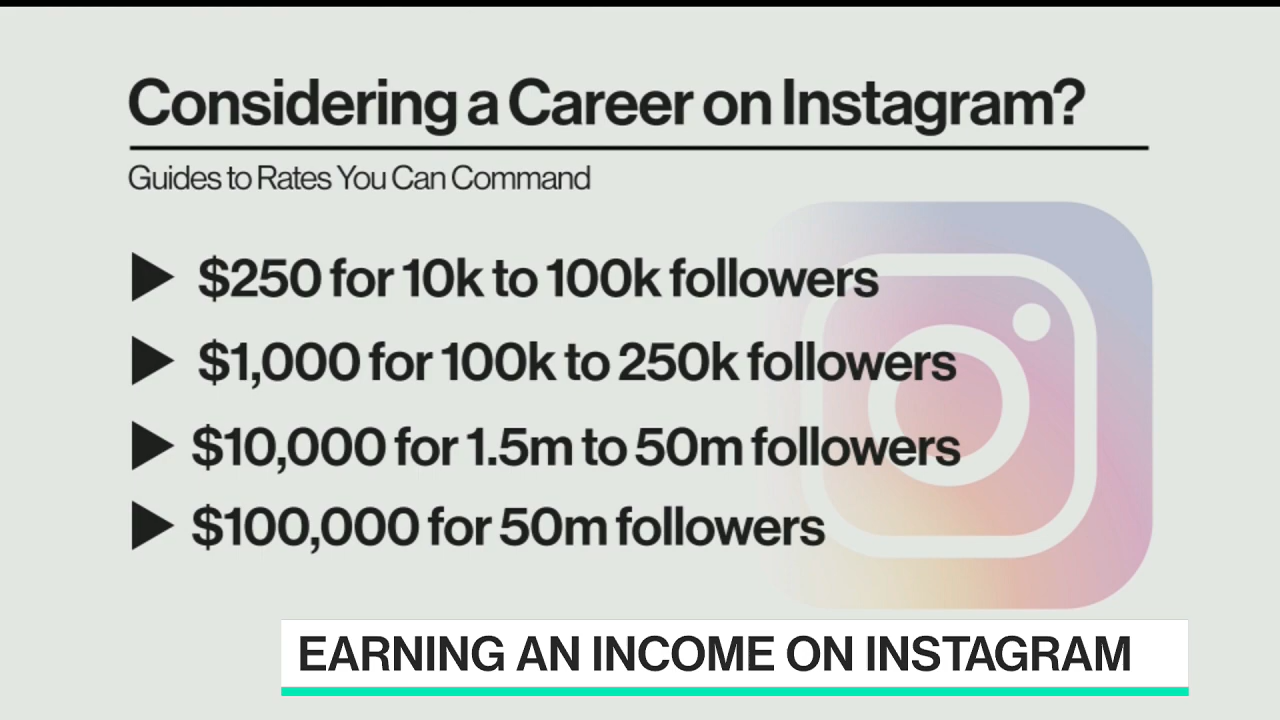 Considering a Career on Instagram?
Guides to Rates You Can Command
$250 for 10k to 100k followers
$1,000 for 100k to 250k followers
$10,000 for 1.5m to 50m followers
$100,000 for 50m followers
EARNING AN INCOME ON INSTAGRAM